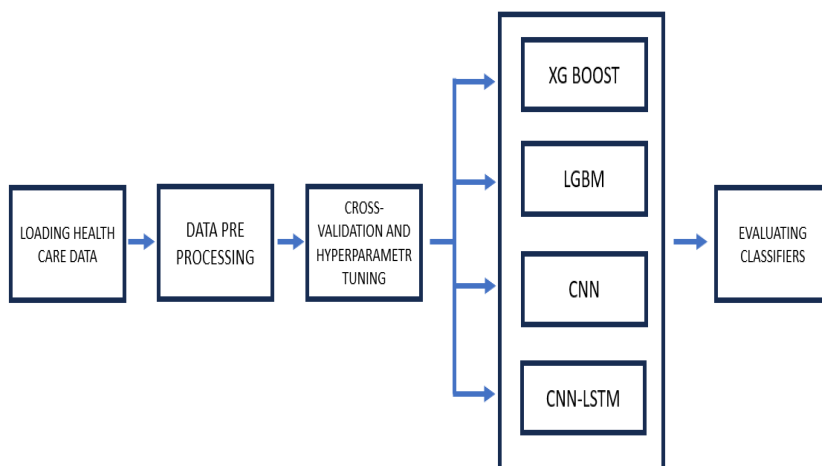 LOADING HEALTH
CARE DATA
DATA PRE
PROCESSING
CROSS-
VALIDATION AND
HYPERPARAMETR
TUNING
XG BOOST
LGBM
CNN
CNN-LSTM
EVALUATING
CLASSIFIERS